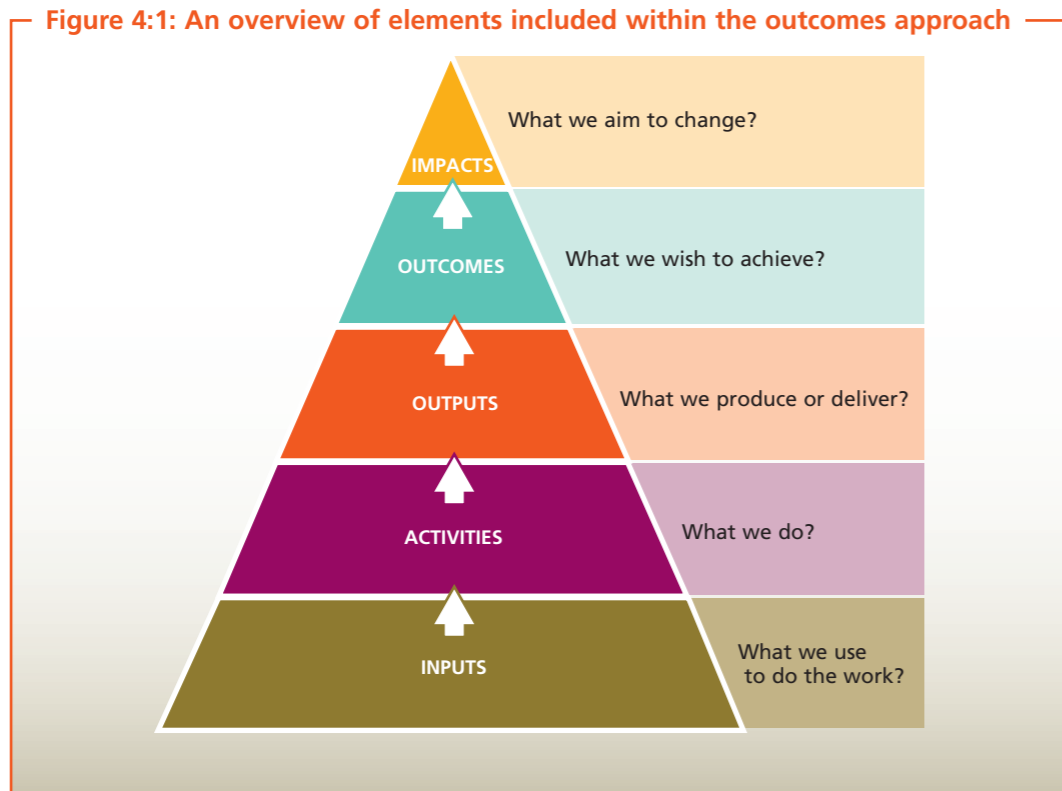 Figure 4:1: An overview of elements included within the outcomes approach
What we aim to change?
IMPACTS
OUTCOMES
What we wish to achieve?
OUTPUTS
What we produce or deliver?
ACTIVITIES
What we do?
INPUTS
What we use
to do the work?